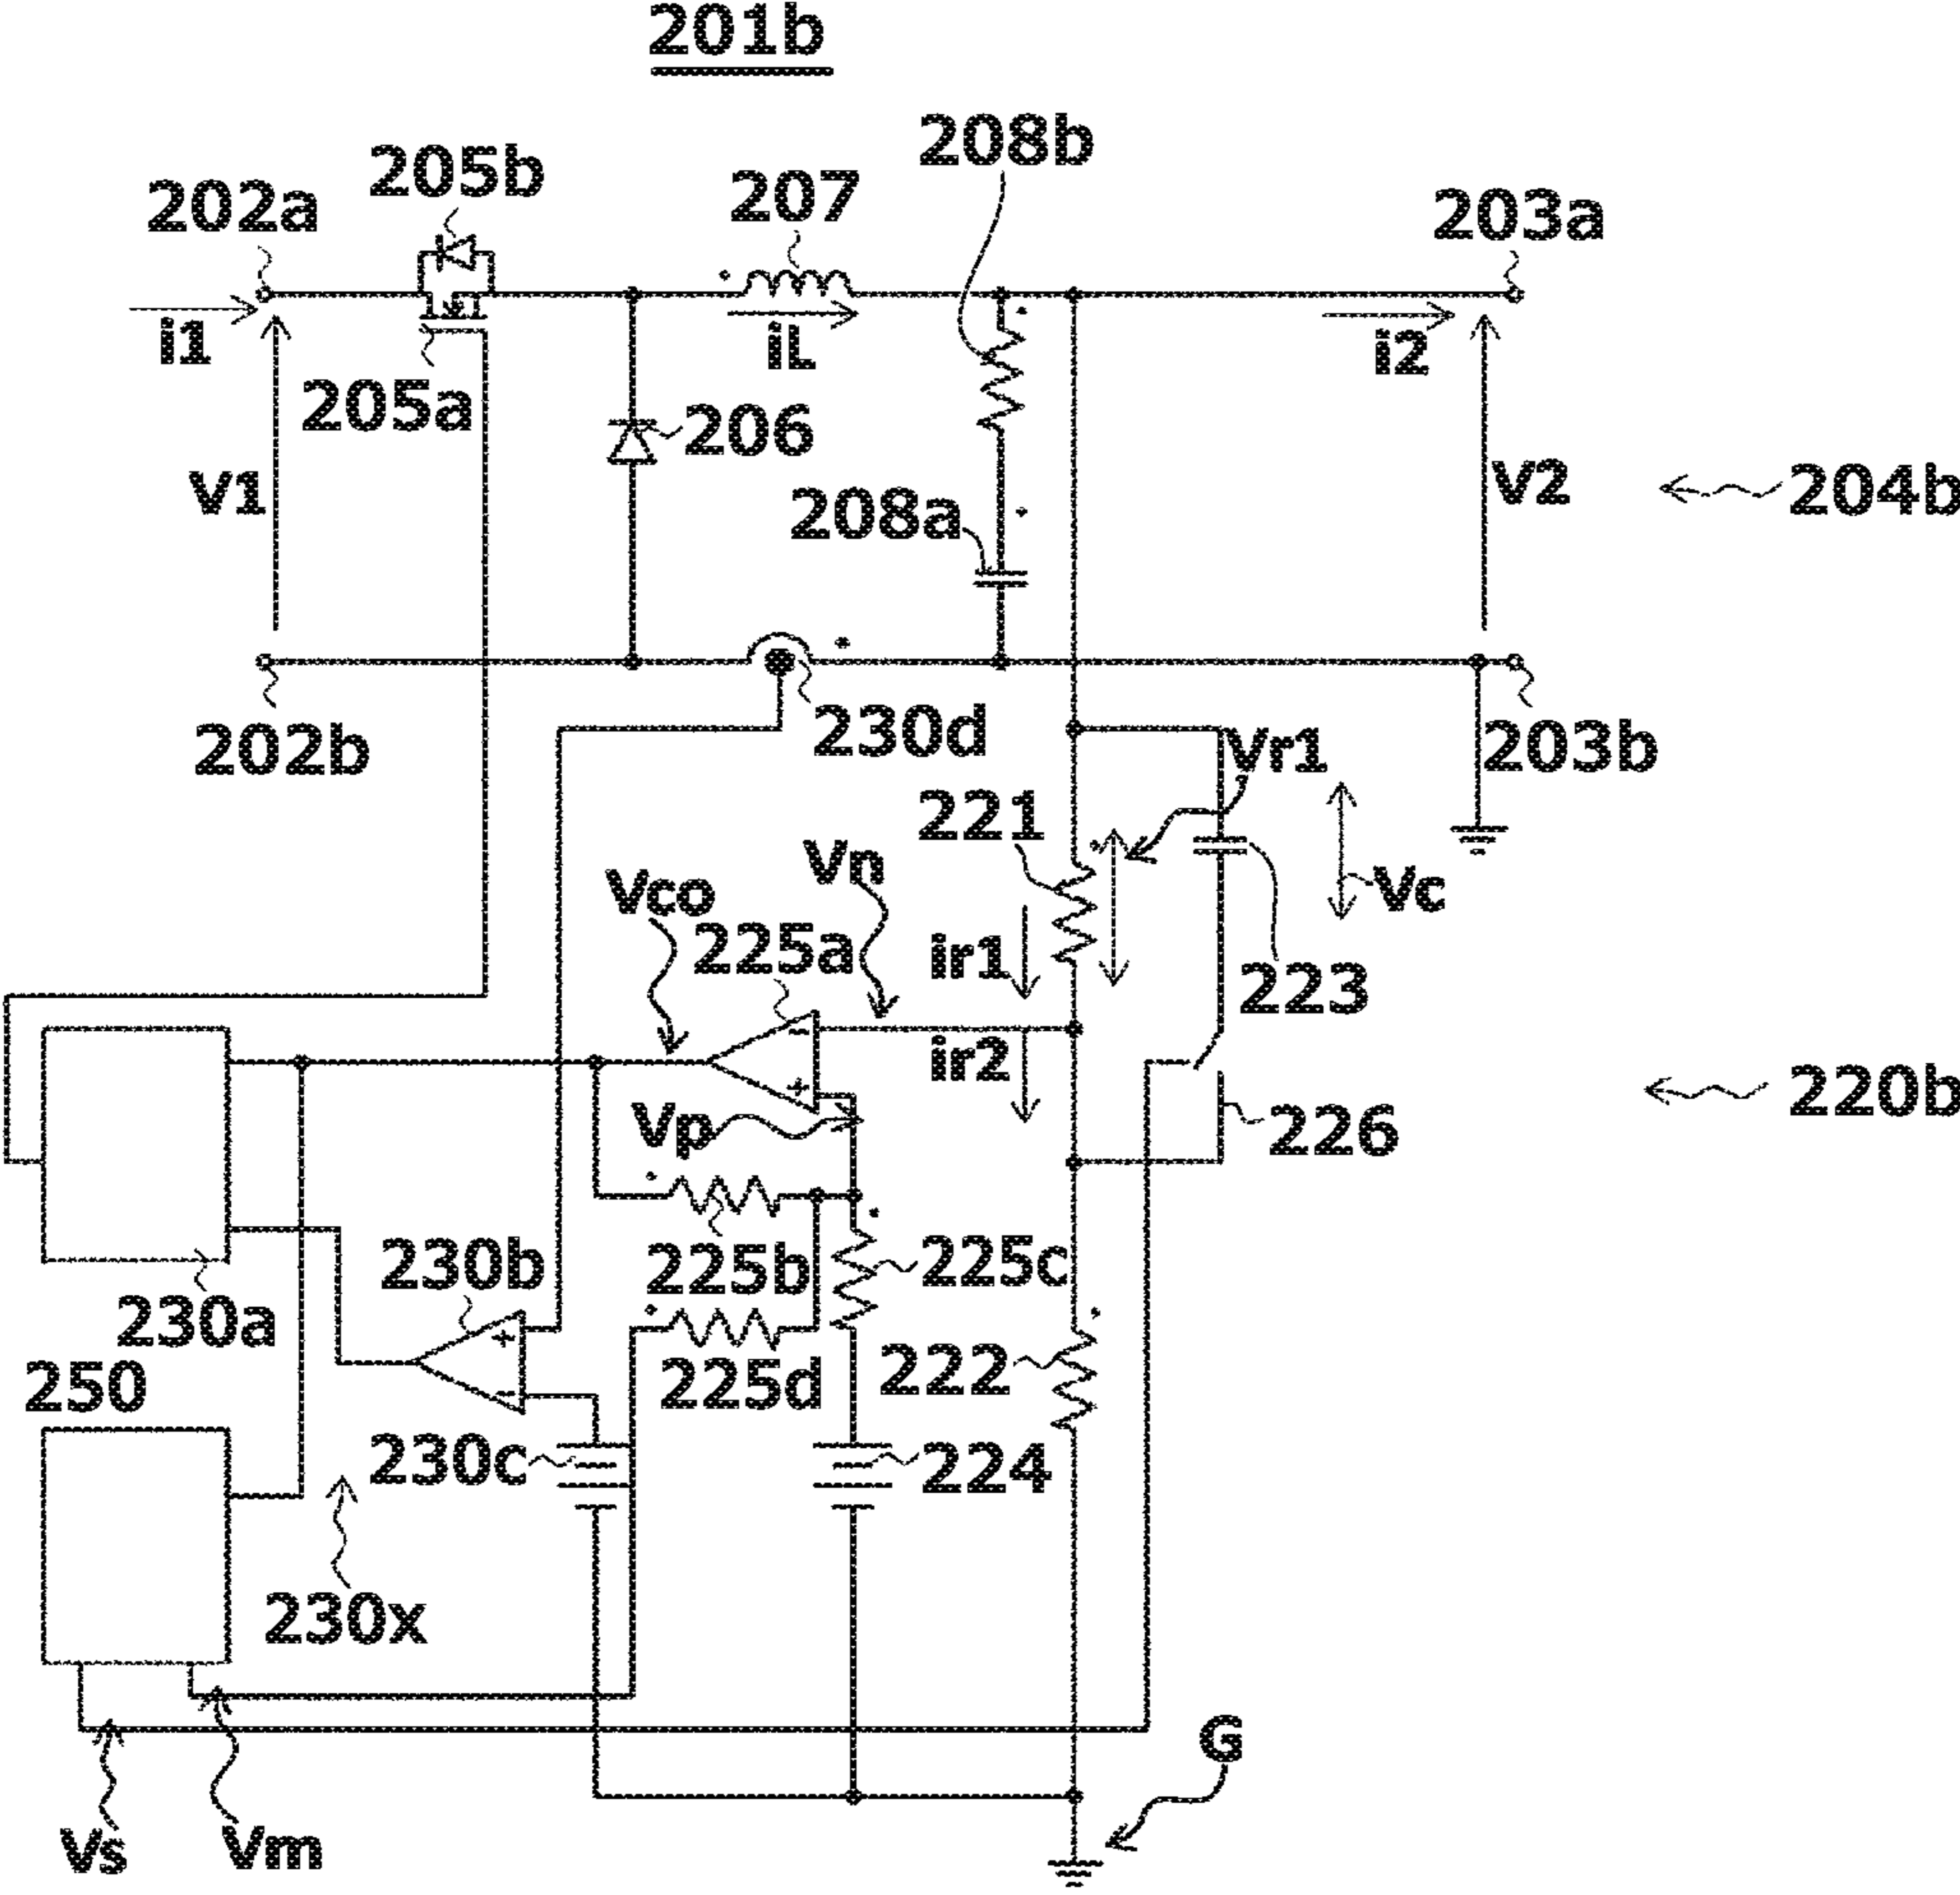 201b
208b
205b
207
202a
203a
i1
iL
i2
205a
206
V1
V2
204b
208a
202b
230d
203b
Vr1
221
Vn
Vco
Vc
225a
ir1
223
-
ir2
+
220b
Vp
226
230b
225b
225c
230a
+
225d
222
250
-
230c
224
230x
G
Vs
Vm